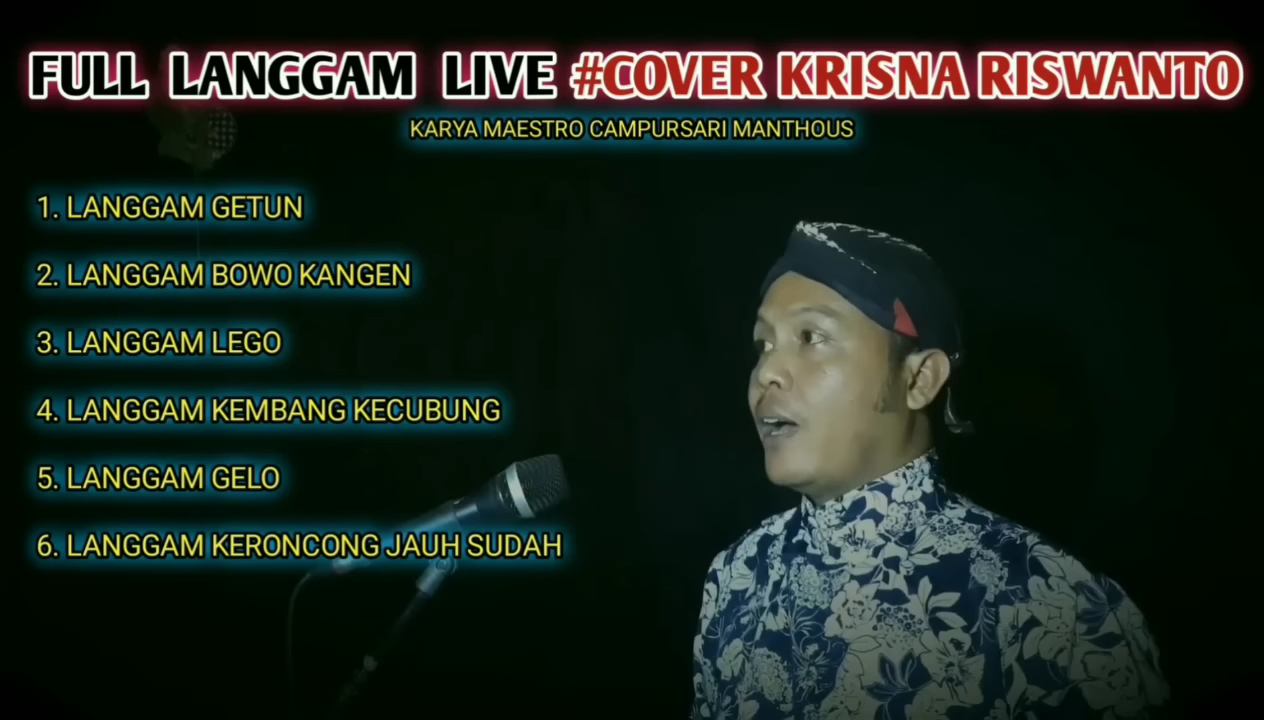 FULL LANGGAM LIVE #COVER KRISNA RISWANTO
KARYA MAESTRO CAMPURSARI MANTHOUS
1. LANGGAM GETUN
2. LANGGAM BOWO KANGEN
3. LANGGAM LEGO
4. LANGGAM KEMBANG KECUBUNG
5. LANGGAM GELO
6. LANGGAM KERONCONG JAUH SUDAH